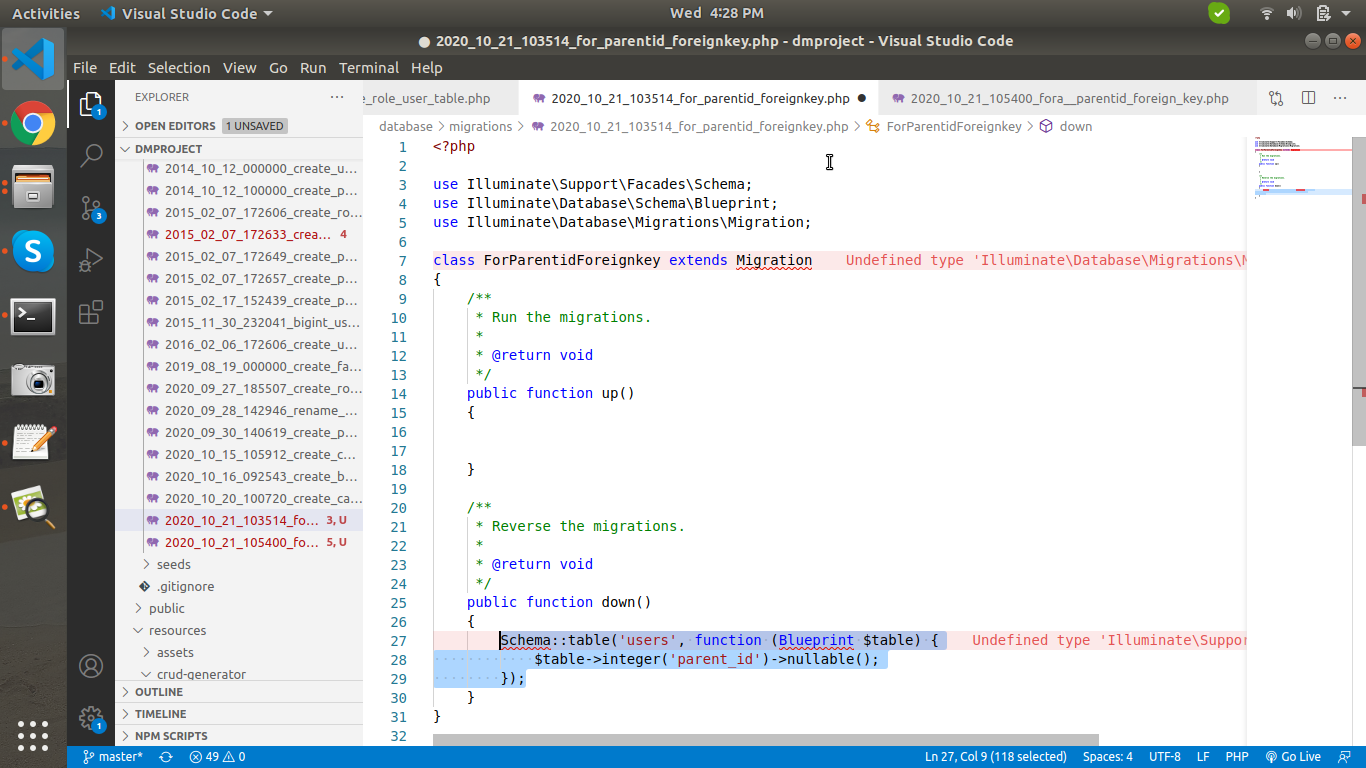 Activities
Visual Studio Code
Wed 4:28 PM
2020_10_21_103514_for_parentid_foreignkey.php - dmproject - Visual Studio Code
File Edit Selection View Go Run Terminal Help
1
3
1
EXPLORER
OPEN EDITORS 1 UNSAVED
DMPROJECT
2014_10_12_000000_create_u...
2014_10_12_100000_create_p...
2015_02_07_172606_create_ro...
2015_02_07_172633_crea... 4
2015_02_07_172649_create_p...
2015_02_07_172657_create_p...
2015_02_17_152439_create_p...
2015_11_30_232041_bigint_us...
2016_02_06_172606_create_u...
2019_08_19_000000_create_fa...
2020_09_27_185507_create_ro...
2020_09_28_142946_rename_...
2020_09_30_140619_create_p...
2020_10_15_105912_create_c...
2020_10_16_092543_create_b...
2020_10_20_100720_create_ca...
2020_10_21_103514_fo... 3, U
2020_10_21_105400_fo... 5, U
seeds
.gitignore
public
resources
assets
crud-generator
OUTLINE
TIMELINE
NPM SCRIPTS
e_role_user_table.php
2020_10_21_103514_for_parentid_foreignkey.php
2020_10_21_105400_fora__parentid_foreign_key.php
database > migrations > 2020_10_21_103514_for_parentid_foreignkey.php > ForParentidForeignkey > down
1 <?php
2
3 use Illuminate\Support\Facades\Schema;
4 use Illuminate\Database\Schema\Blueprint;
5 use Illuminate\Database\Migrations\Migration;
6
7 class ForParentidForeignkey extends Migration Undefined type 'Illuminate\Database\Migrations\M
8 {
9 /**
10 * Run the migrations.
11 *
12 * @return void
13 */
14 public function up()
15 {
16
17
18 }
19
20 /**
21 * Reverse the migrations.
22 *
23 * @return void
24 */
25 public function down()
26 {
27 Schema::table('users', function (Blueprint $table) { Undefined type 'Illuminate\Suppor
28 $table->integer('parent_id')->nullable();
29 });
30 }
31 }
32
master* 49 0 Ln 27, Col 9 (118 selected) Spaces: 4 UTF-8 LF PHP Go Live